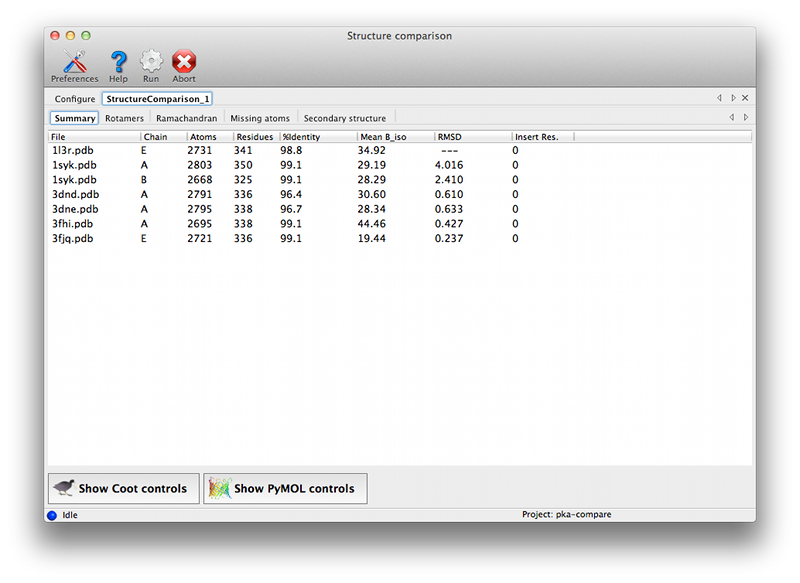 Structure comparison
Preferences Help Run Abort
Configure StructureComparison_1
Summary Rotamers Ramachandran Missing atoms Secondary structure
File Chain Atoms Residues %Identity Mean B_iso RMSD Insert Res.
1l3r.pdb E 2731 341 98.8 34.92 --- 0
1syk.pdb A 2803 350 99.1 29.19 4.016 0
1syk.pdb B 2668 325 99.1 28.29 2.410 0
3dnd.pdb A 2791 336 96.4 30.60 0.610 0
3dne.pdb A 2795 338 96.7 28.34 0.633 0
3fhi.pdb A 2695 338 99.1 44.46 0.427 0
3fjq.pdb E 2721 336 99.1 19.44 0.237 0
Show Coot controls Show PyMOL controls
Idle Project: pka-compare